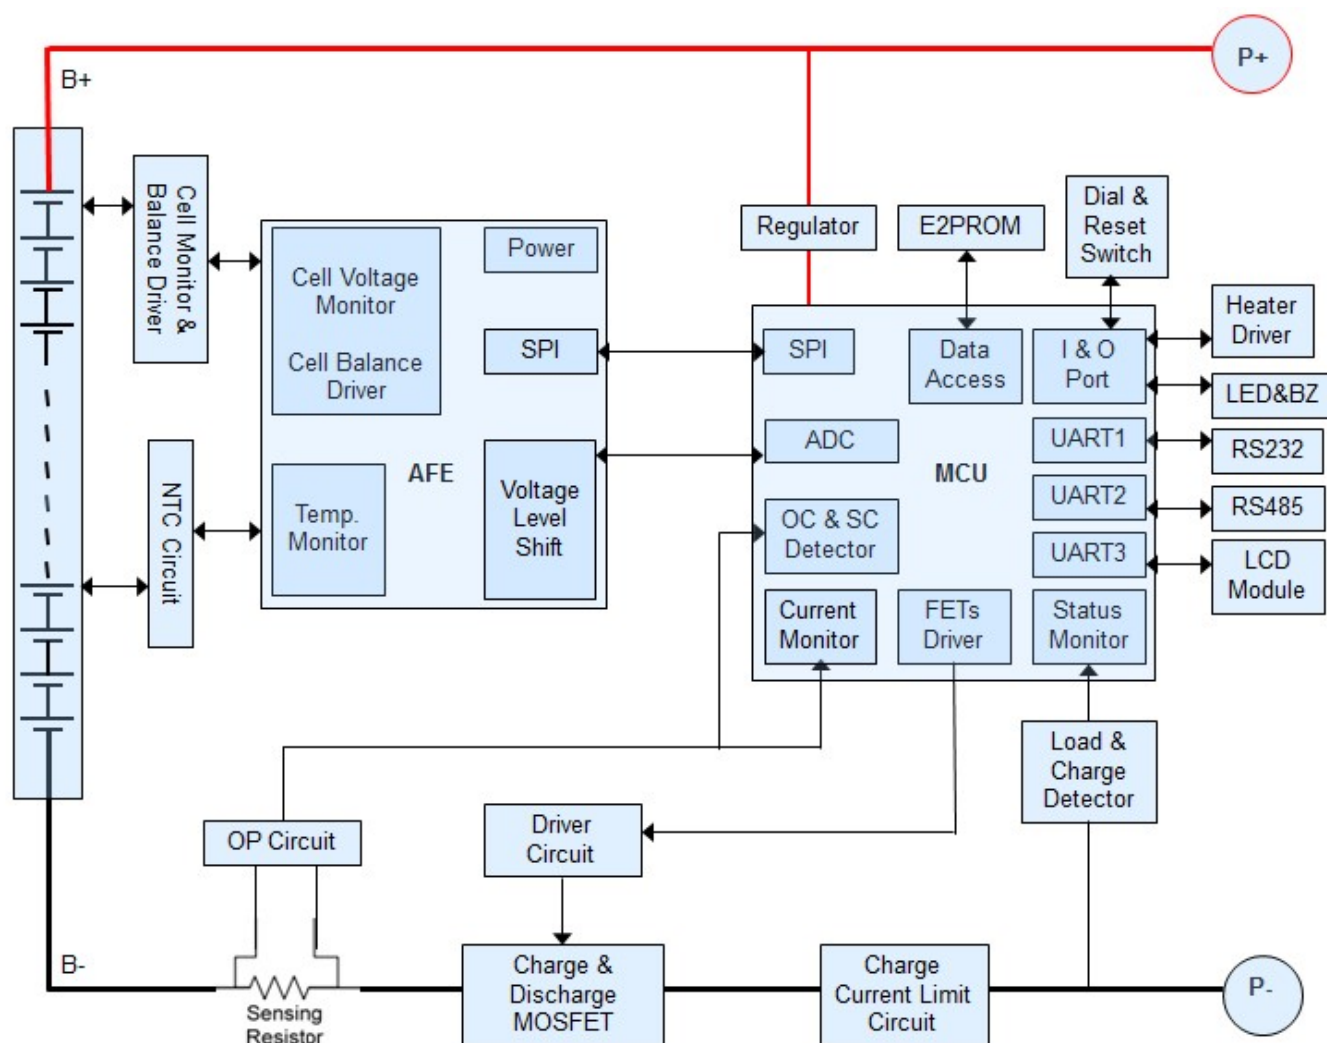 P+
B+
Cell Monitor &
Balance Driver
Regulator
E2PROM
Dial &
Reset
Switch
Power
Cell Voltage
Monitor
Cell Balance
Driver
SPI
SPI
Data
Access
I & O
Port
Heater
Driver
LED&BZ
ADC
UART1
RS232
AFE
MCU
NTC Circuit
Temp.
Monitor
Voltage
Level
Shift
OC & SC
Detector
UART2
RS485
UART3
LCD
Module
Current
Monitor
FETs
Driver
Status
Monitor
Load &
Charge
Detector
OP Circuit
Driver
Circuit
B-
Sensing
Resistor
Charge &
Discharge
MOSFET
Charge
Current Limit
Circuit
P-